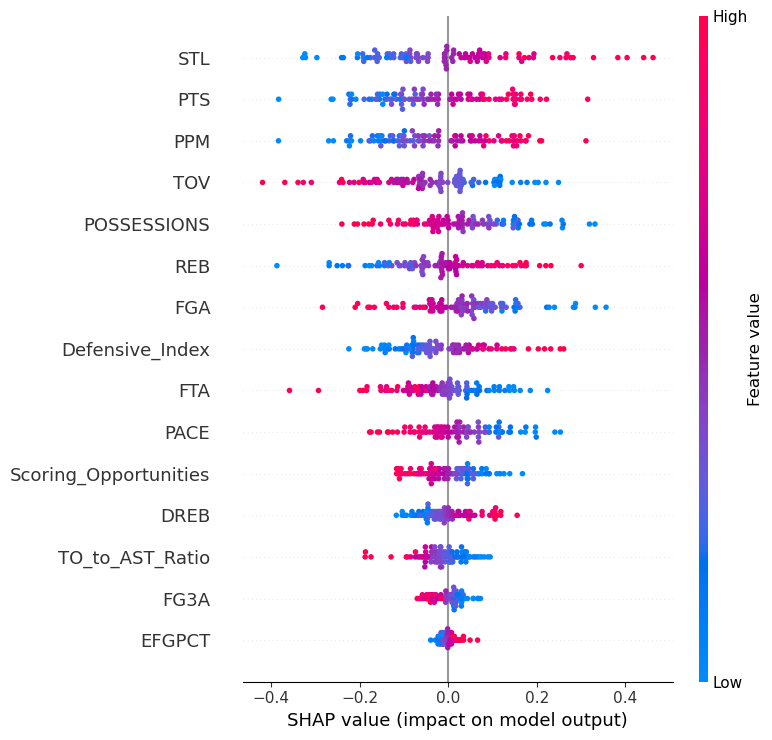 High
STL
PTS
PPM
TOV
POSSESSIONS
REB
FGA
Defensive_Index
FTA
PACE
Scoring_Opportunities
DREB
TO_to_AST_Ratio
FG3A
EFGPCT
Feature value
Low
−0.4 −0.2 0.0 0.2 0.4
SHAP value (impact on model output)